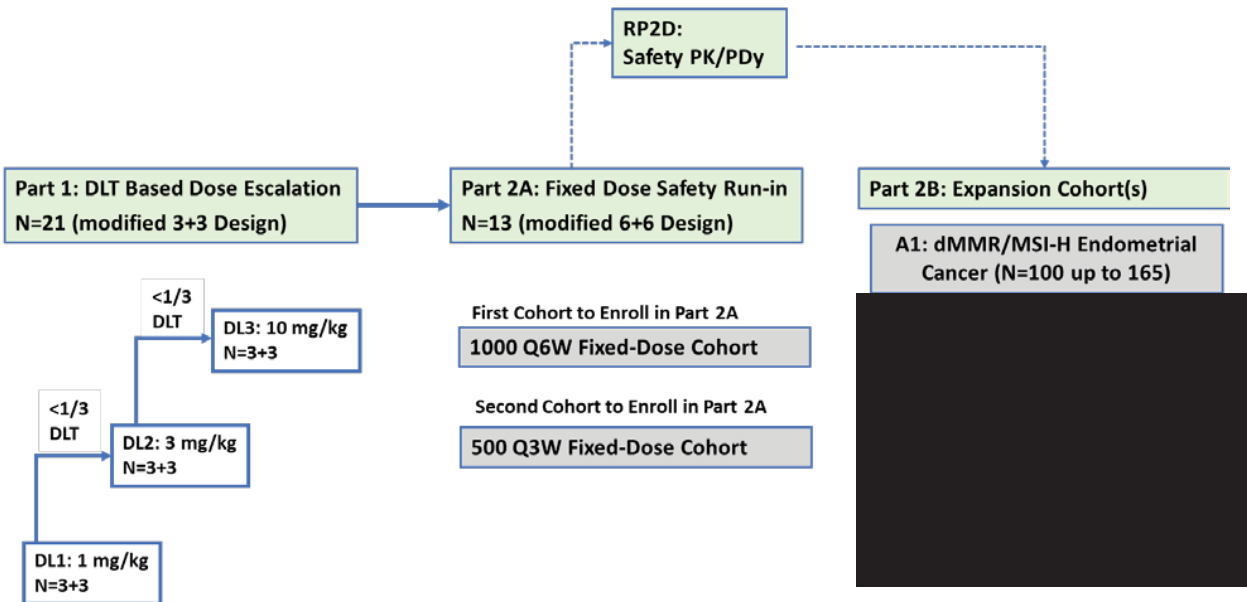 RP2D:
Safety PK/PDy
Part 1: DLT Based Dose Escalation
N=21 (modified 3+3 Design)
Part 2A: Fixed Dose Safety Run-in
N=13 (modified 6+6 Design)
Part 2B: Expansion Cohort(s)
A1: dMMR/MSI-H Endometrial
Cancer (N=100 up to 165)
<1/3
DLT
DL3: 10 mg/kg
N=3+3
First Cohort to Enroll in Part 2A
1000 Q6W Fixed-Dose Cohort
<1/3
DLT
DL2: 3 mg/kg
N=3+3
Second Cohort to Enroll in Part 2A
500 Q3W Fixed-Dose Cohort
DL1: 1 mg/kg
N=3+3